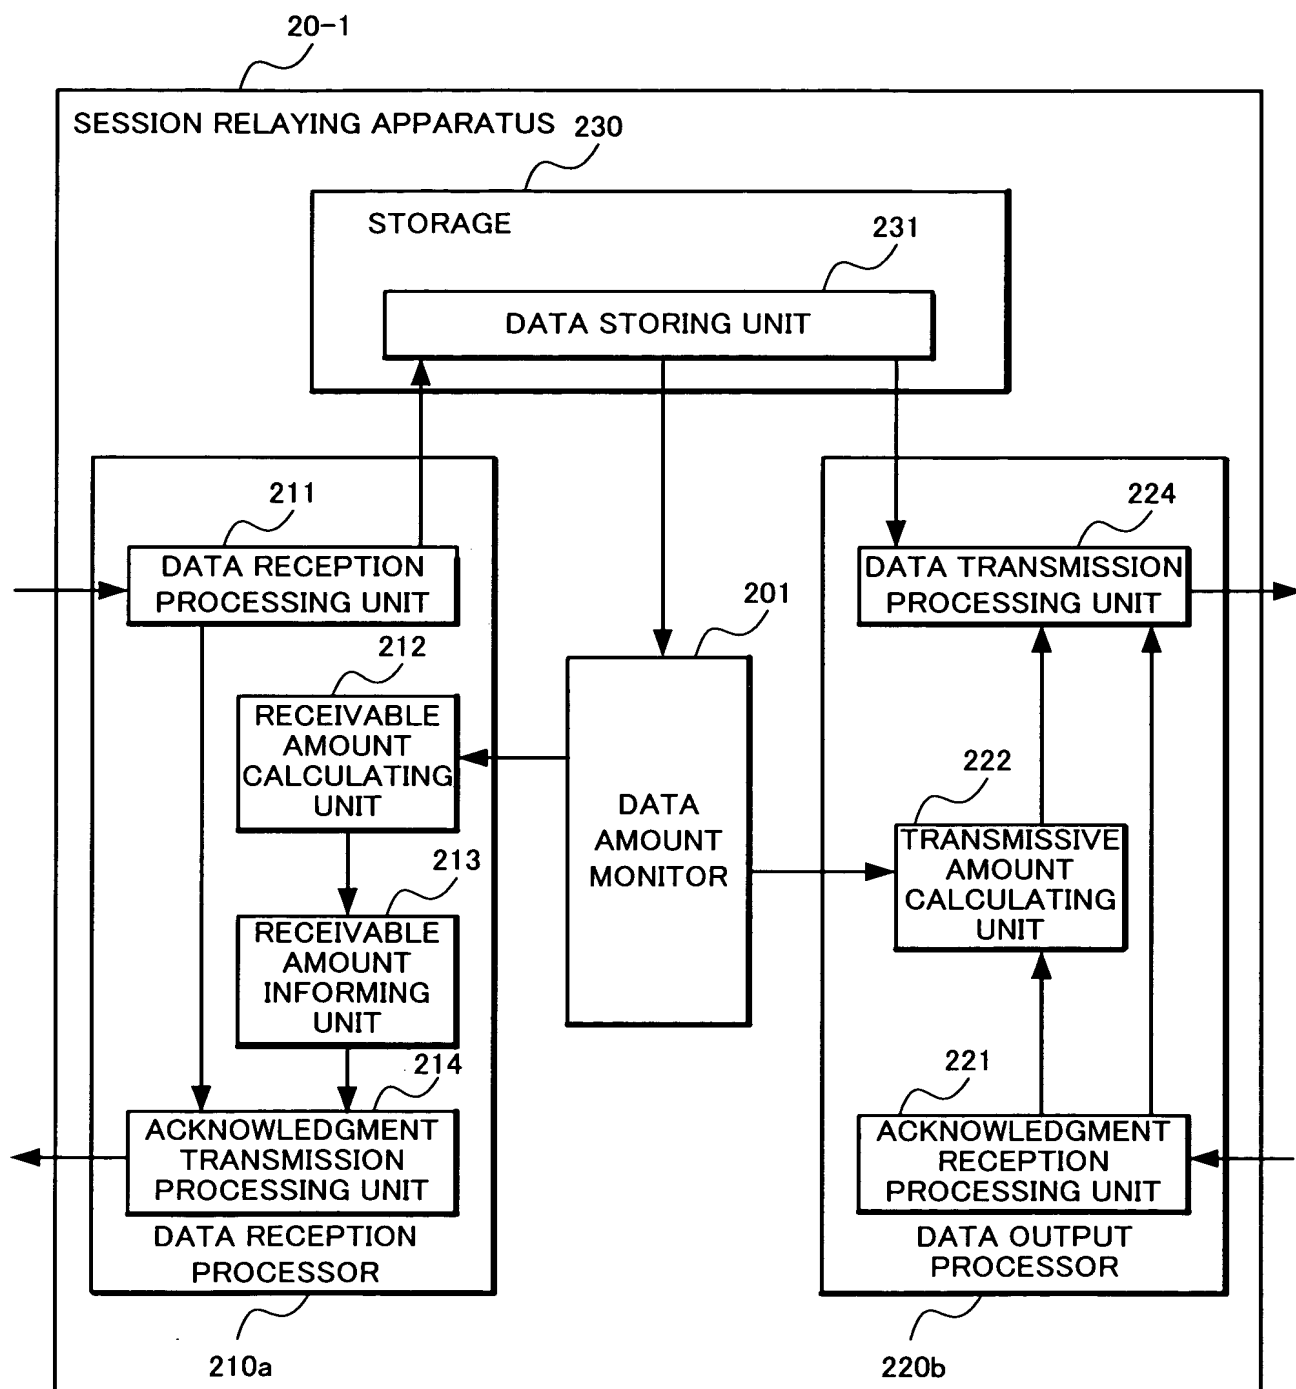 20-1
SESSION RELAYING APPARATUS
230
STORAGE
231
DATA STORING UNIT
211
DATA RECEPTION
PROCESSING UNIT
224
DATA TRANSMISSION
PROCESSING UNIT
201
DATA
AMOUNT
MONITOR
212
RECEIVABLE
AMOUNT
CALCULATING
UNIT
222
TRANSMISSIVE
AMOUNT
CALCULATING
UNIT
213
RECEIVABLE
AMOUNT
INFORMING
UNIT
214
ACKNOWLEDGMENT
TRANSMISSION
PROCESSING UNIT
221
ACKNOWLEDGMENT
RECEPTION
PROCESSING UNIT
DATA RECEPTION
PROCESSOR
DATA OUTPUT
PROCESSOR
210a
220b